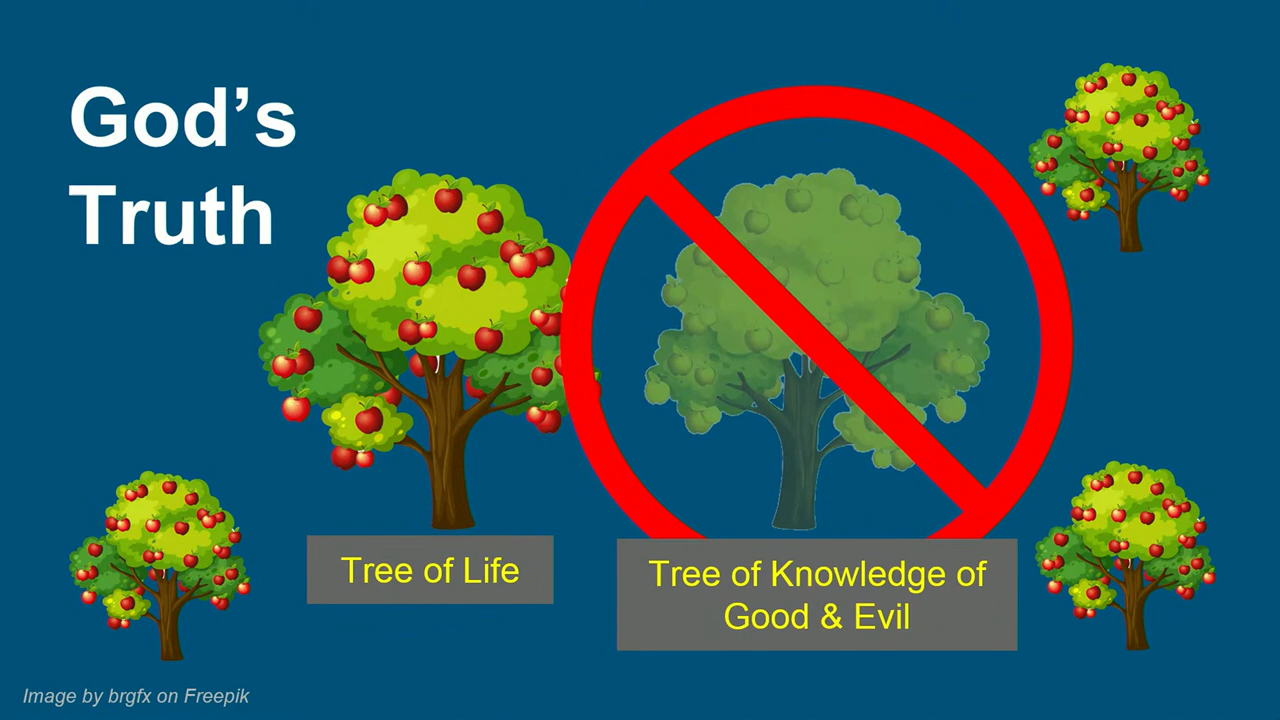 God’s
Truth
Tree of Life
Tree of Knowledge of
Good & Evil
Image by brgfx on Freepik